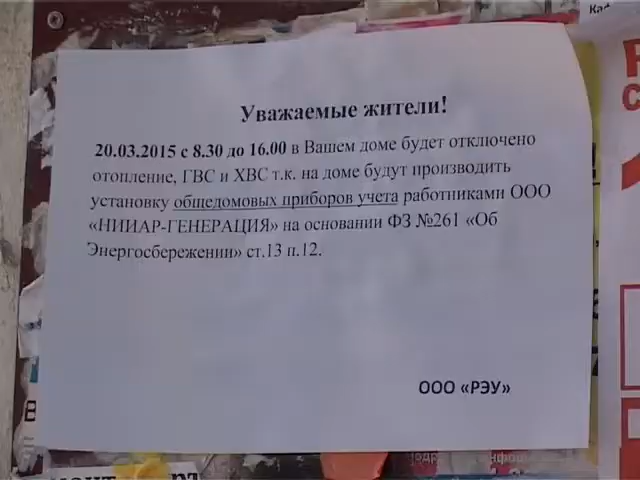 Уважаемые жители!
20.03.2015 с 8.30 до 16.00 в Вашем доме будет отключено
отопление, ГВС и ХВС т.к. на доме будут производить
установку общедомовых приборов учета работниками ООО
«НИИАР-ГЕНЕРАЦИЯ» на основании ФЗ №261 «Об
Энергосбережении» ст.13 п.12.
ООО «РЭУ»